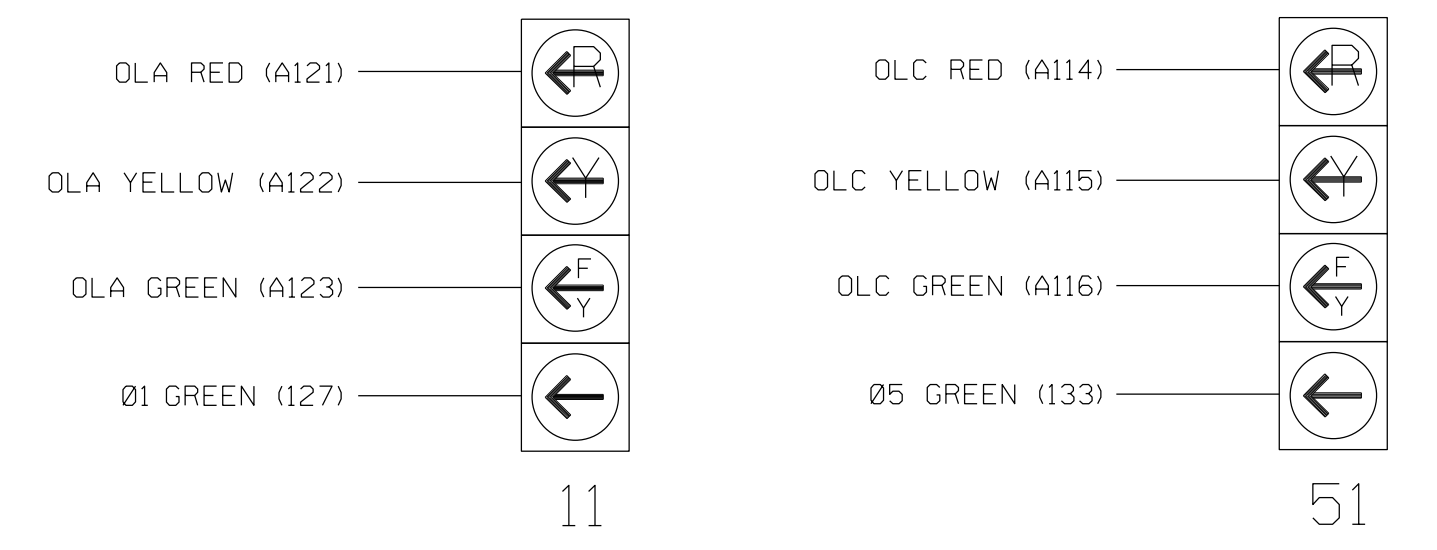 OLA RED (A121)
R
OLA YELLOW (A122)
Y
OLA GREEN (A123)
F
Y
Ø1 GREEN (127)
11
OLC RED (A114)
R
OLC YELLOW (A115)
Y
OLC GREEN (A116)
F
Y
Ø5 GREEN (133)
51